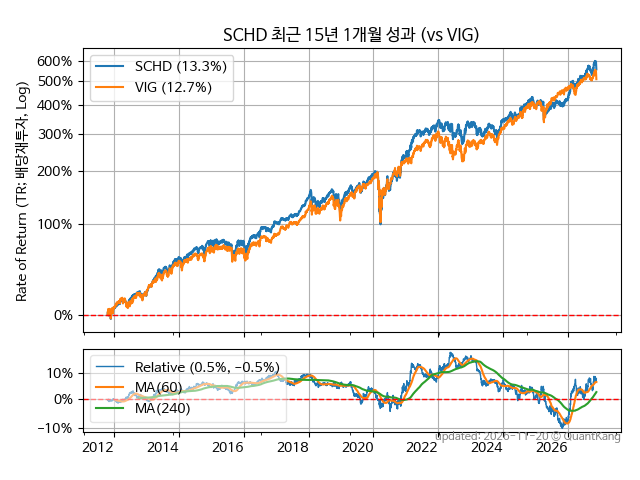 SCHD 최근 15년 1개월 성과 (vs VIG)
SCHD (13.3%)
VIG (12.7%)
600%
500%
400%
300%
200%
100%
0%
Rate of Return (TR: 배당재투자, Log)
Relative (0.5%, -0.5%)
MA(60)
MA(240)
10%
0%
-10%
2012 2014 2016 2018 2020 2022 2024 2026
updated: 2026-11-20 © QuantKang